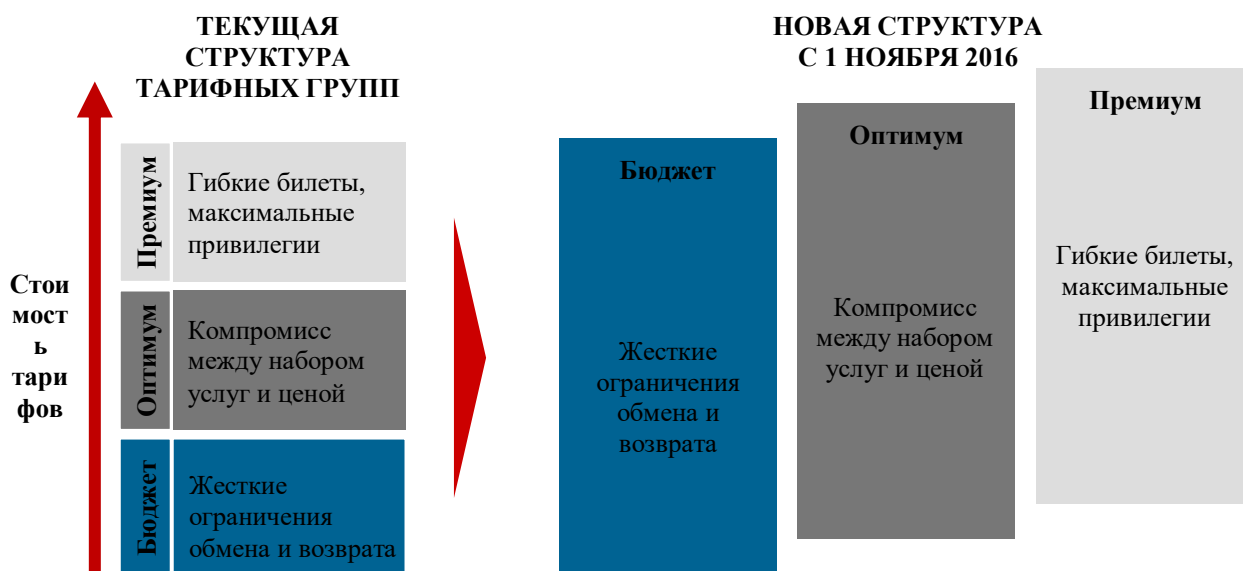 ТЕКУЩАЯ
СТРУКТУРА
ТАРИФНЫХ ГРУПП
НОВАЯ СТРУКТУРА
С 1 НОЯБРЯ 2016
Стои
мост
ь
тари
фов
Премиум
Гибкие билеты,
максимальные
привилегии
Оптимум
Компромисс
между набором
услуг и ценой
Бюджет
Жесткие
ограничения
обмена и возврата
Бюджет
Жесткие
ограничения
обмена и
возврата
Оптимум
Компромисс
между набором
услуг и ценой
Премиум
Гибкие билеты,
максимальные
привилегии